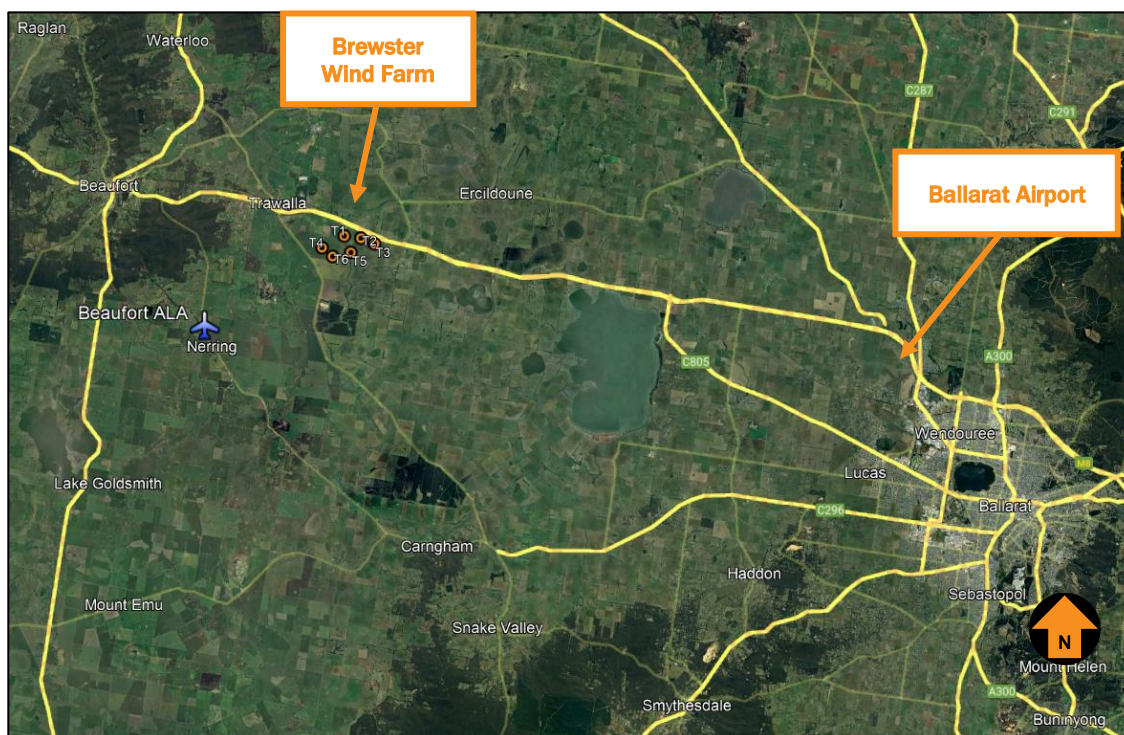 Raglan
Waterloo
Brewster
Wind Farm
C287
C291
Ballarat Airport
Beaufort
Trawalla
Ercildoune
T1
T2
T3
T4
T5
T6
Beaufort ALA
Nerring
C805
A300
Wendouree
Lucas
M8
Lake Goldsmith
Ballarat
C296
Carngham
Haddon
Sebastopol
Mount Emu
Snake Valley
N
Mount Helen
A300
Smythesdale
Buninyong